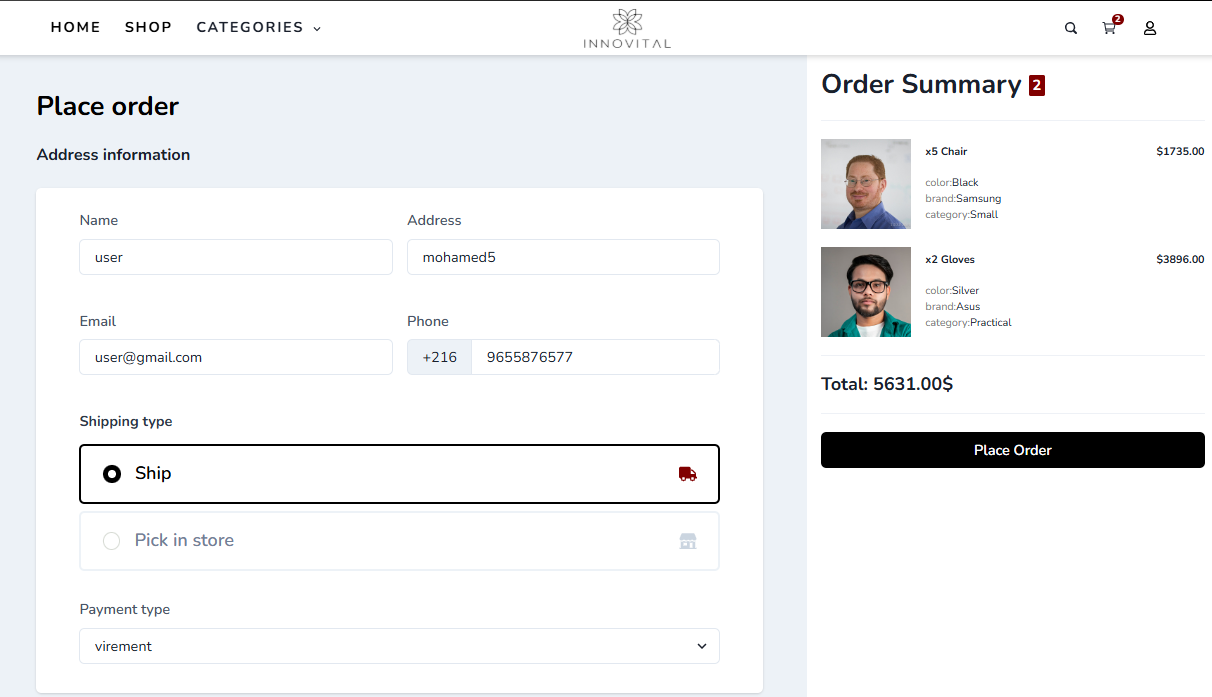 HOME SHOP CATEGORIES
INNOVITAL
2
Place order
Address information
Name Address
user mohamed5
Email Phone
user@gmail.com +216 9655876577
Shipping type
Ship
Pick in store
Payment type
virement
Order Summary 2
x5 Chair $1735.00
color:Black
brand:Samsung
category:Small
x2 Gloves $3896.00
color:Silver
brand:Asus
category:Practical
Total: 5631.00$
Place Order